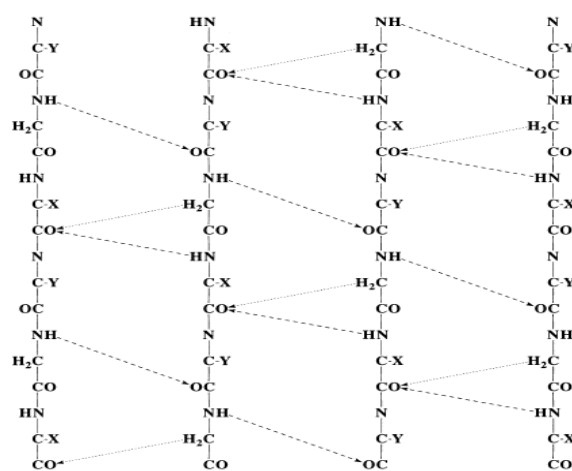 N HN NH N
C-Y C-X H₂C C-Y
OC CO CO OC
NH N HN NH
H₂C C-Y C-X H₂C
CO OC CO CO
HN NH N HN
C-X H₂C C-Y C-X
CO CO OC CO
N HN NH N
C-Y C-X H₂C C-Y
OC CO CO OC
NH N HN NH
H₂C C-Y C-X H₂C
CO OC CO CO
HN NH N HN
C-X H₂C C-Y C-X
CO CO OC CO